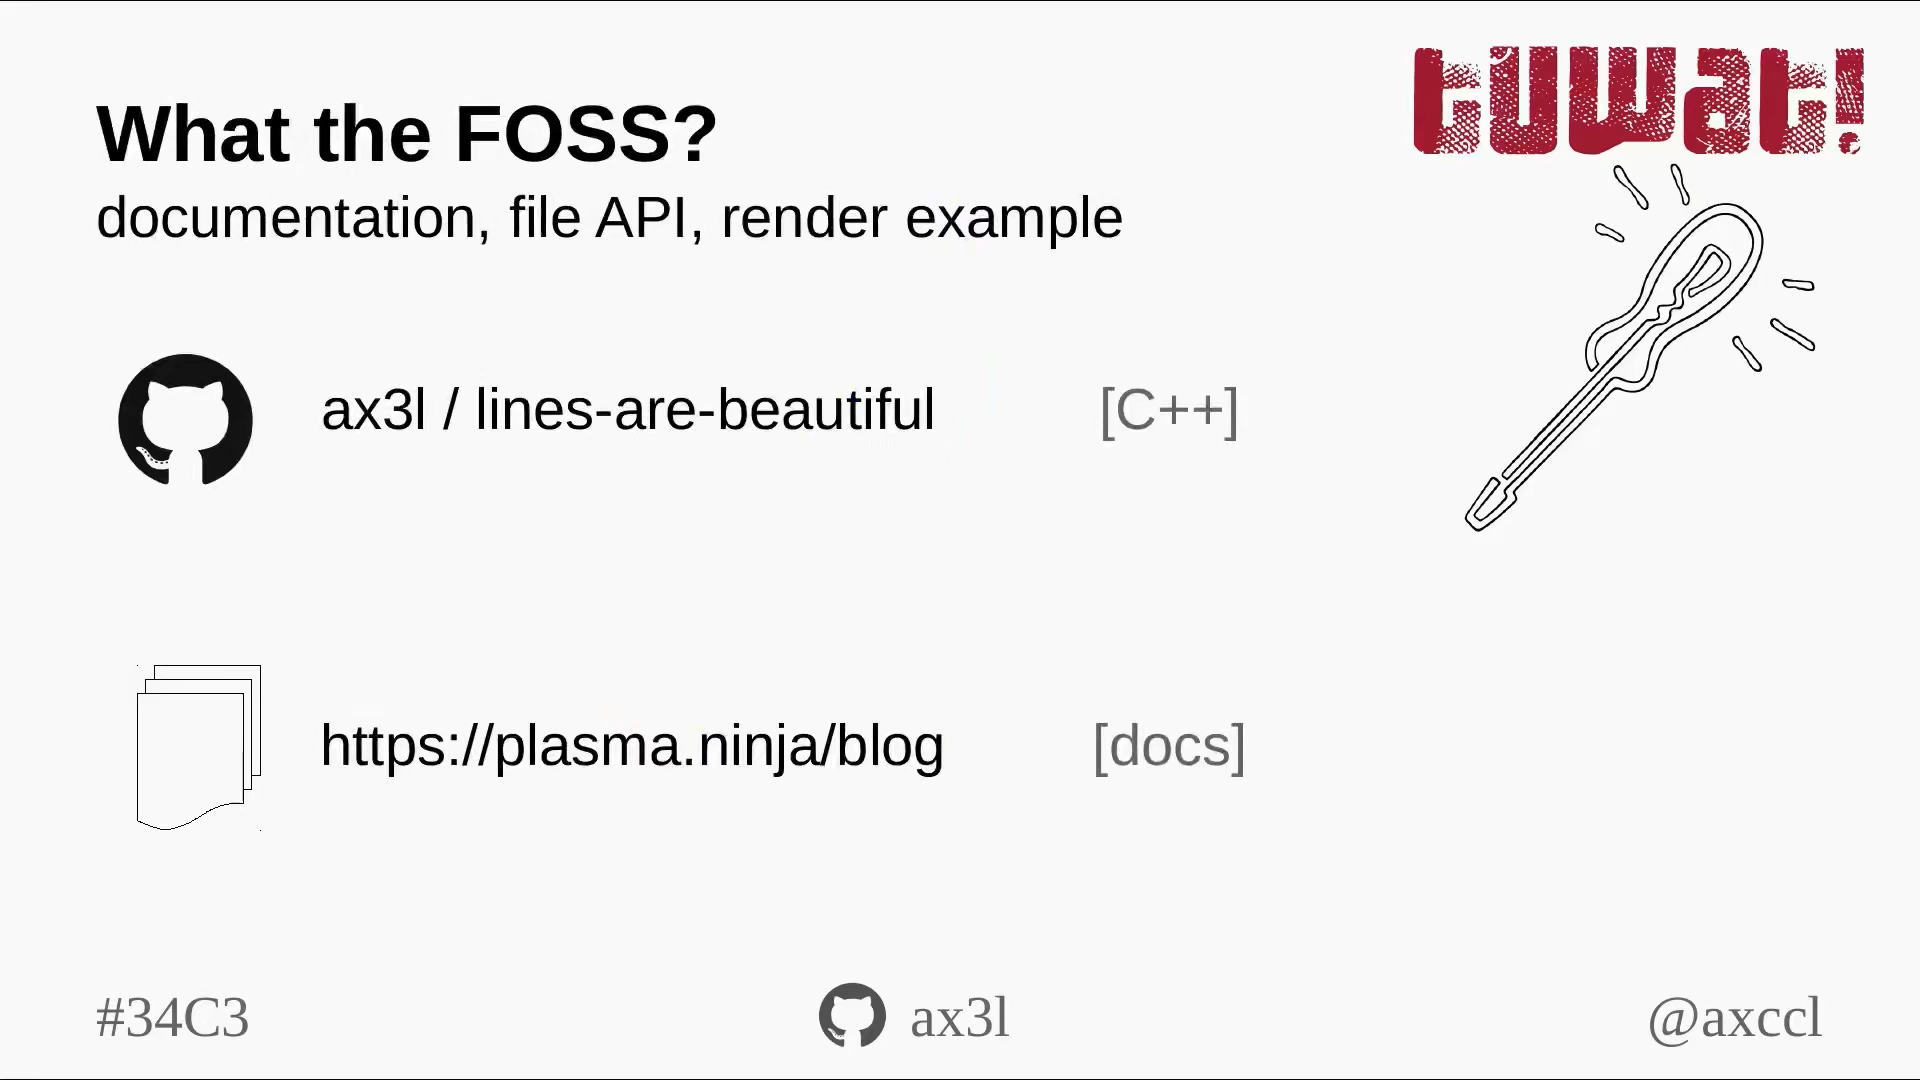 tuwat!
What the FOSS?
documentation, file API, render example
ax3l / lines-are-beautiful [C++]
https://plasma.ninja/blog [docs]
#34C3 ax3l @axccl